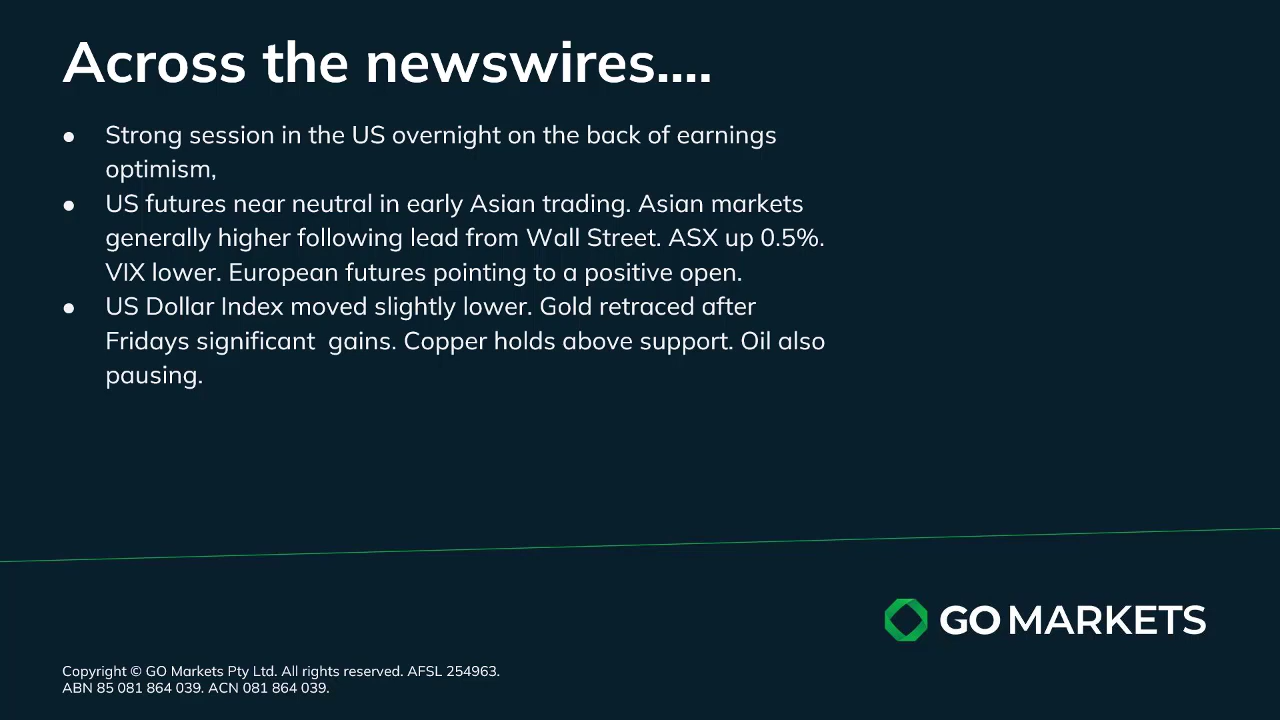 Across the newswires....
● Strong session in the US overnight on the back of earnings
optimism,
● US futures near neutral in early Asian trading. Asian markets
generally higher following lead from Wall Street. ASX up 0.5%.
VIX lower. European futures pointing to a positive open.
● US Dollar Index moved slightly lower. Gold retraced after
Fridays significant  gains. Copper holds above support. Oil also
pausing.
GO MARKETS
Copyright © GO Markets Pty Ltd. All rights reserved. AFSL 254963.
ABN 85 081 864 039. ACN 081 864 039.